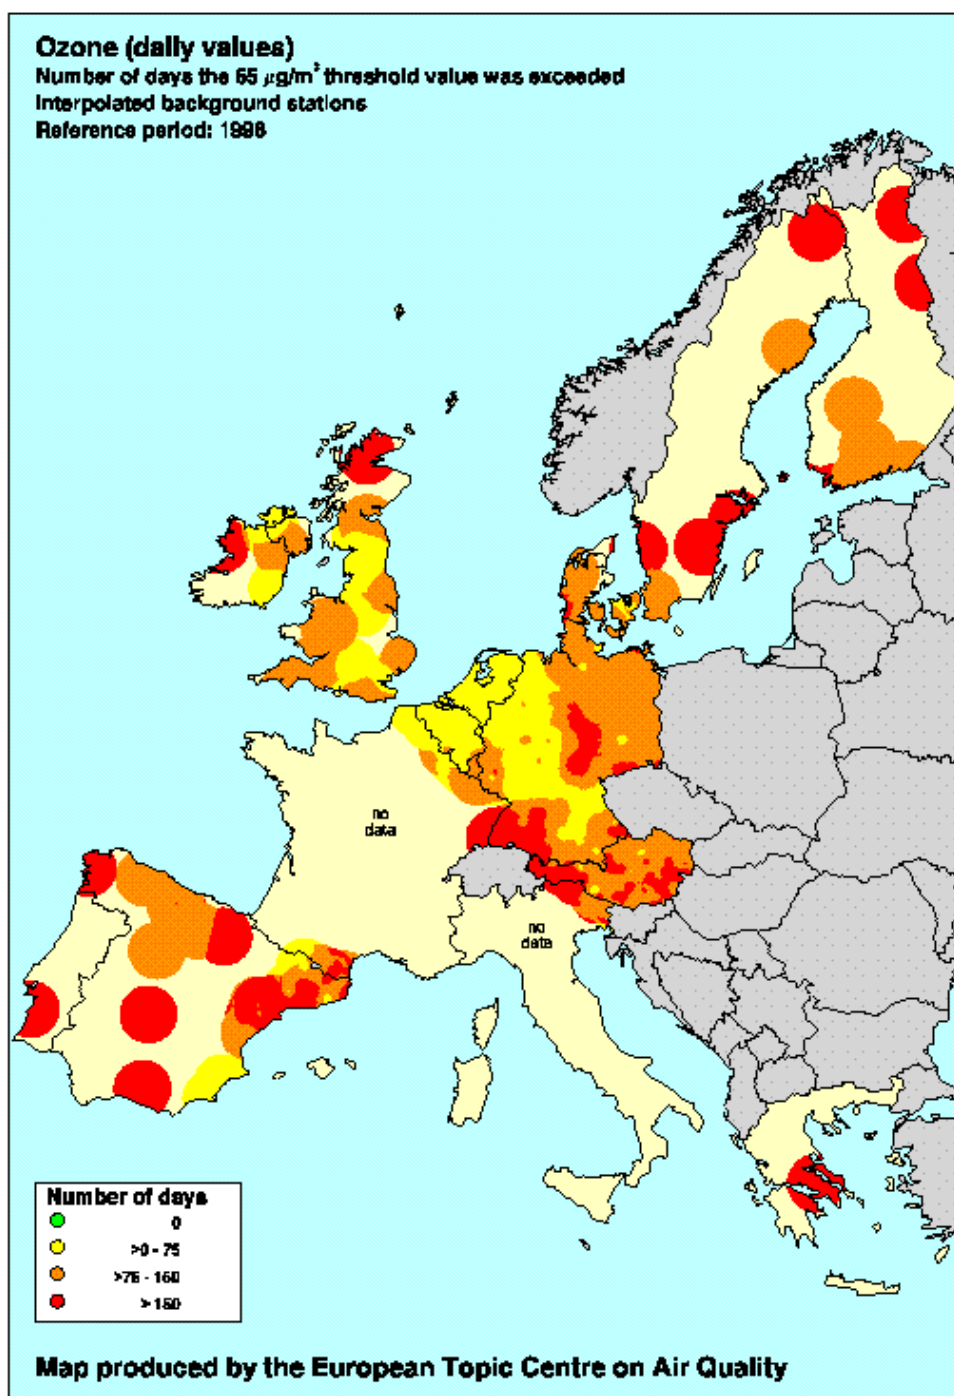 Ozone (daily values)
Number of days the 65 µg/m³ threshold value was exceeded
Interpolated background stations
Reference period: 1998
no
data
no
data
Number of days
0
>0 - 75
>75 - 150
> 150
Map produced by the European Topic Centre on Air Quality